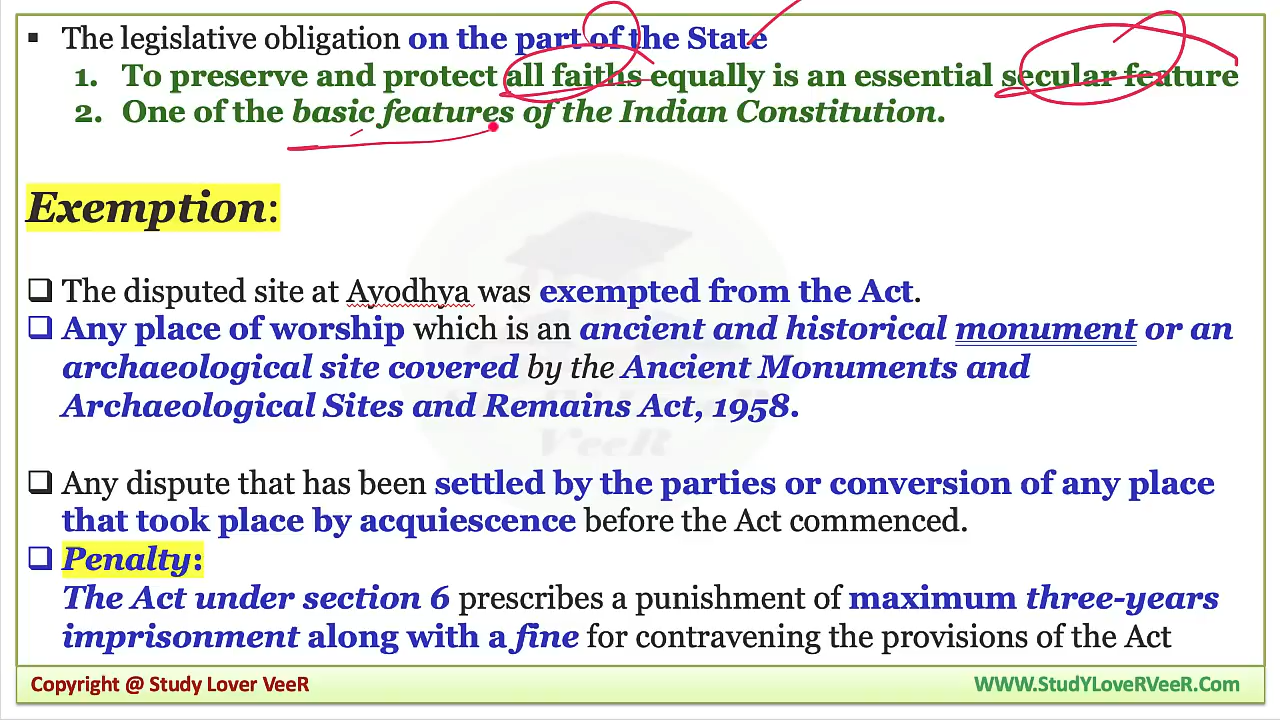 ▪ The legislative obligation on the part of the State
1. To preserve and protect all faiths equally is an essential secular feature
2. One of the basic features of the Indian Constitution.
Exemption:
❑ The disputed site at Ayodhya was exempted from the Act.
❑ Any place of worship which is an ancient and historical monument or an
archaeological site covered by the Ancient Monuments and
Archaeological Sites and Remains Act, 1958.
VeeR
❑ Any dispute that has been settled by the parties or conversion of any place
that took place by acquiescence before the Act commenced.
❑ Penalty:
The Act under section 6 prescribes a punishment of maximum three-years
imprisonment along with a fine for contravening the provisions of the Act
Copyright @ Study Lover VeeR
WWW.StudYLoveRVeeR.Com